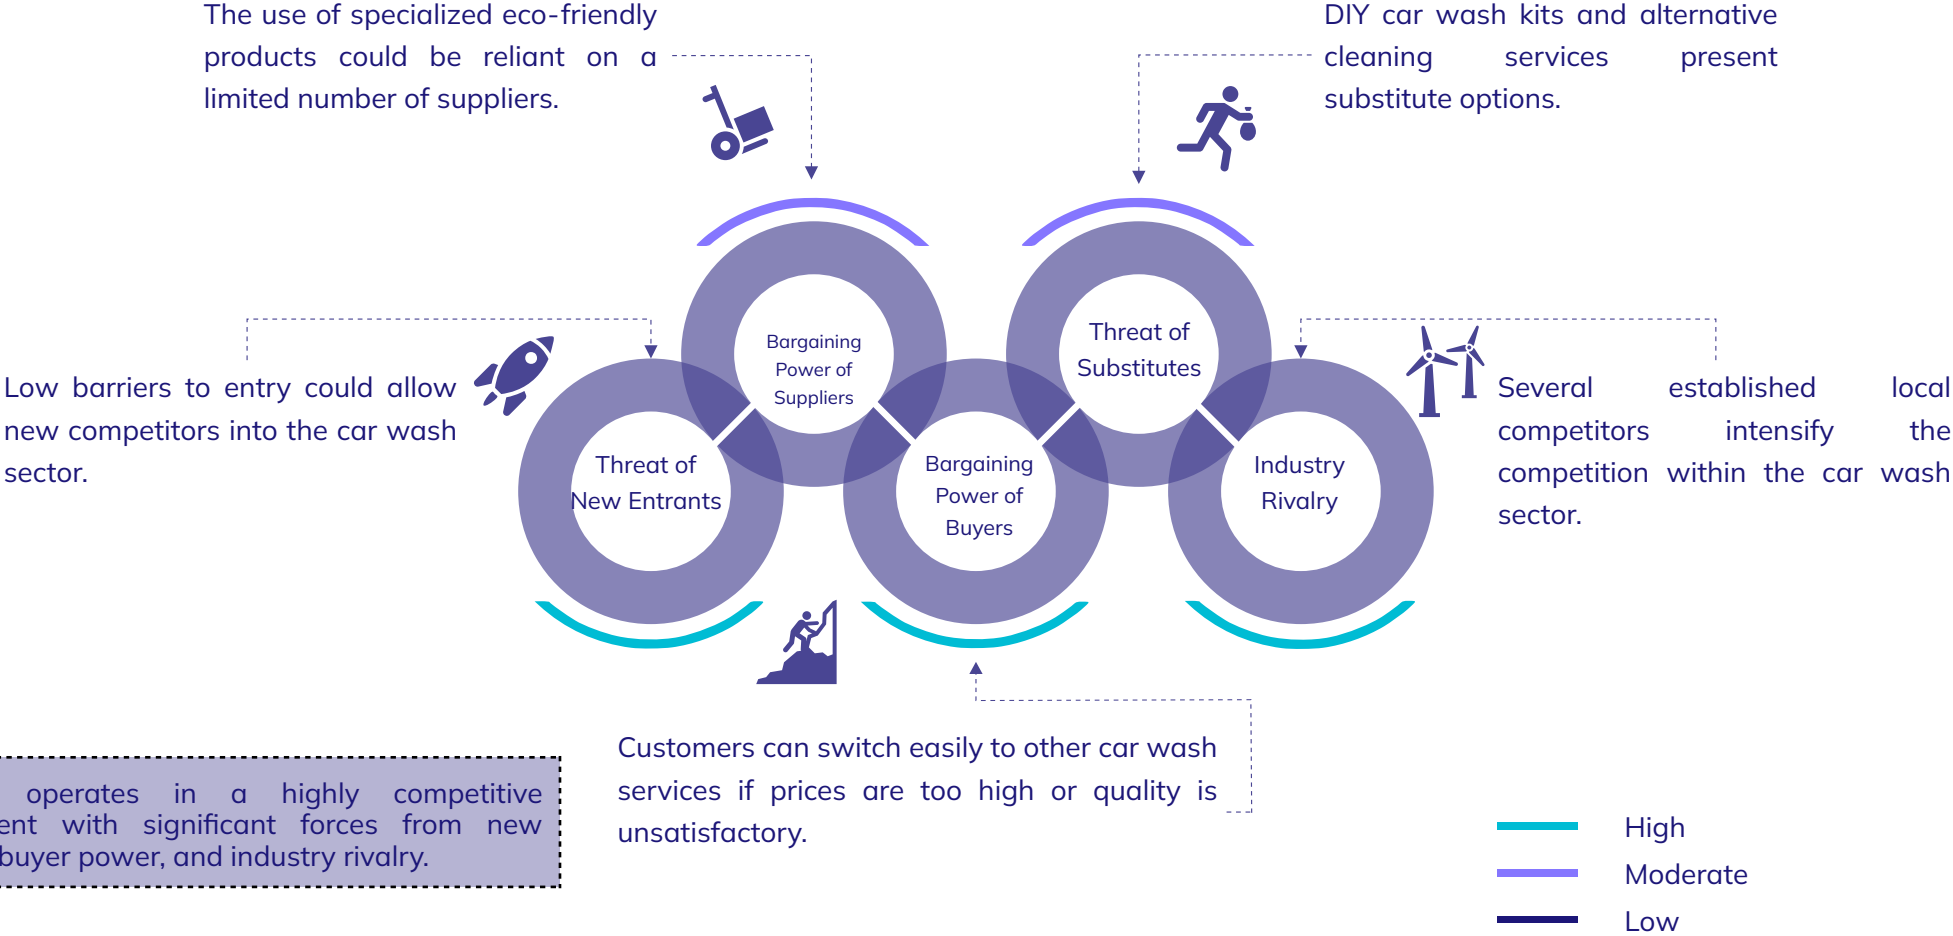 The use of specialized eco-friendly
products could be reliant on a
limited number of suppliers.
DIY car wash kits and alternative
cleaning services present
substitute options.
Low barriers to entry could allow
new competitors into the car wash
sector.
Bargaining
Power of
Suppliers
Threat of
Substitutes
Threat of
New Entrants
Bargaining
Power of
Buyers
Industry
Rivalry
Several established local
competitors intensify the
competition within the car wash
sector.
Customers can switch easily to other car wash
services if prices are too high or quality is
unsatisfactory.
operates in a highly competitive
with significant forces from new
buyer power, and industry rivalry.
High
Moderate
Low